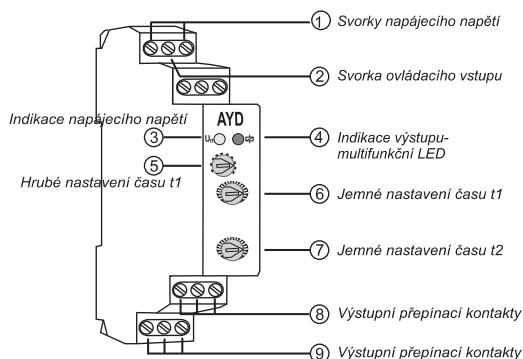 1 Svorky napájecího napětí
2 Svorka ovládacího vstupu
AYD
Indikace napájecího napětí
3
Un
4 Indikace výstupu-
multifunkční LED
5
Hrubé nastavení času t1
6 Jemné nastavení času t1
7 Jemné nastavení času t2
8 Výstupní přepínací kontakty
9 Výstupní přepínací kontakty